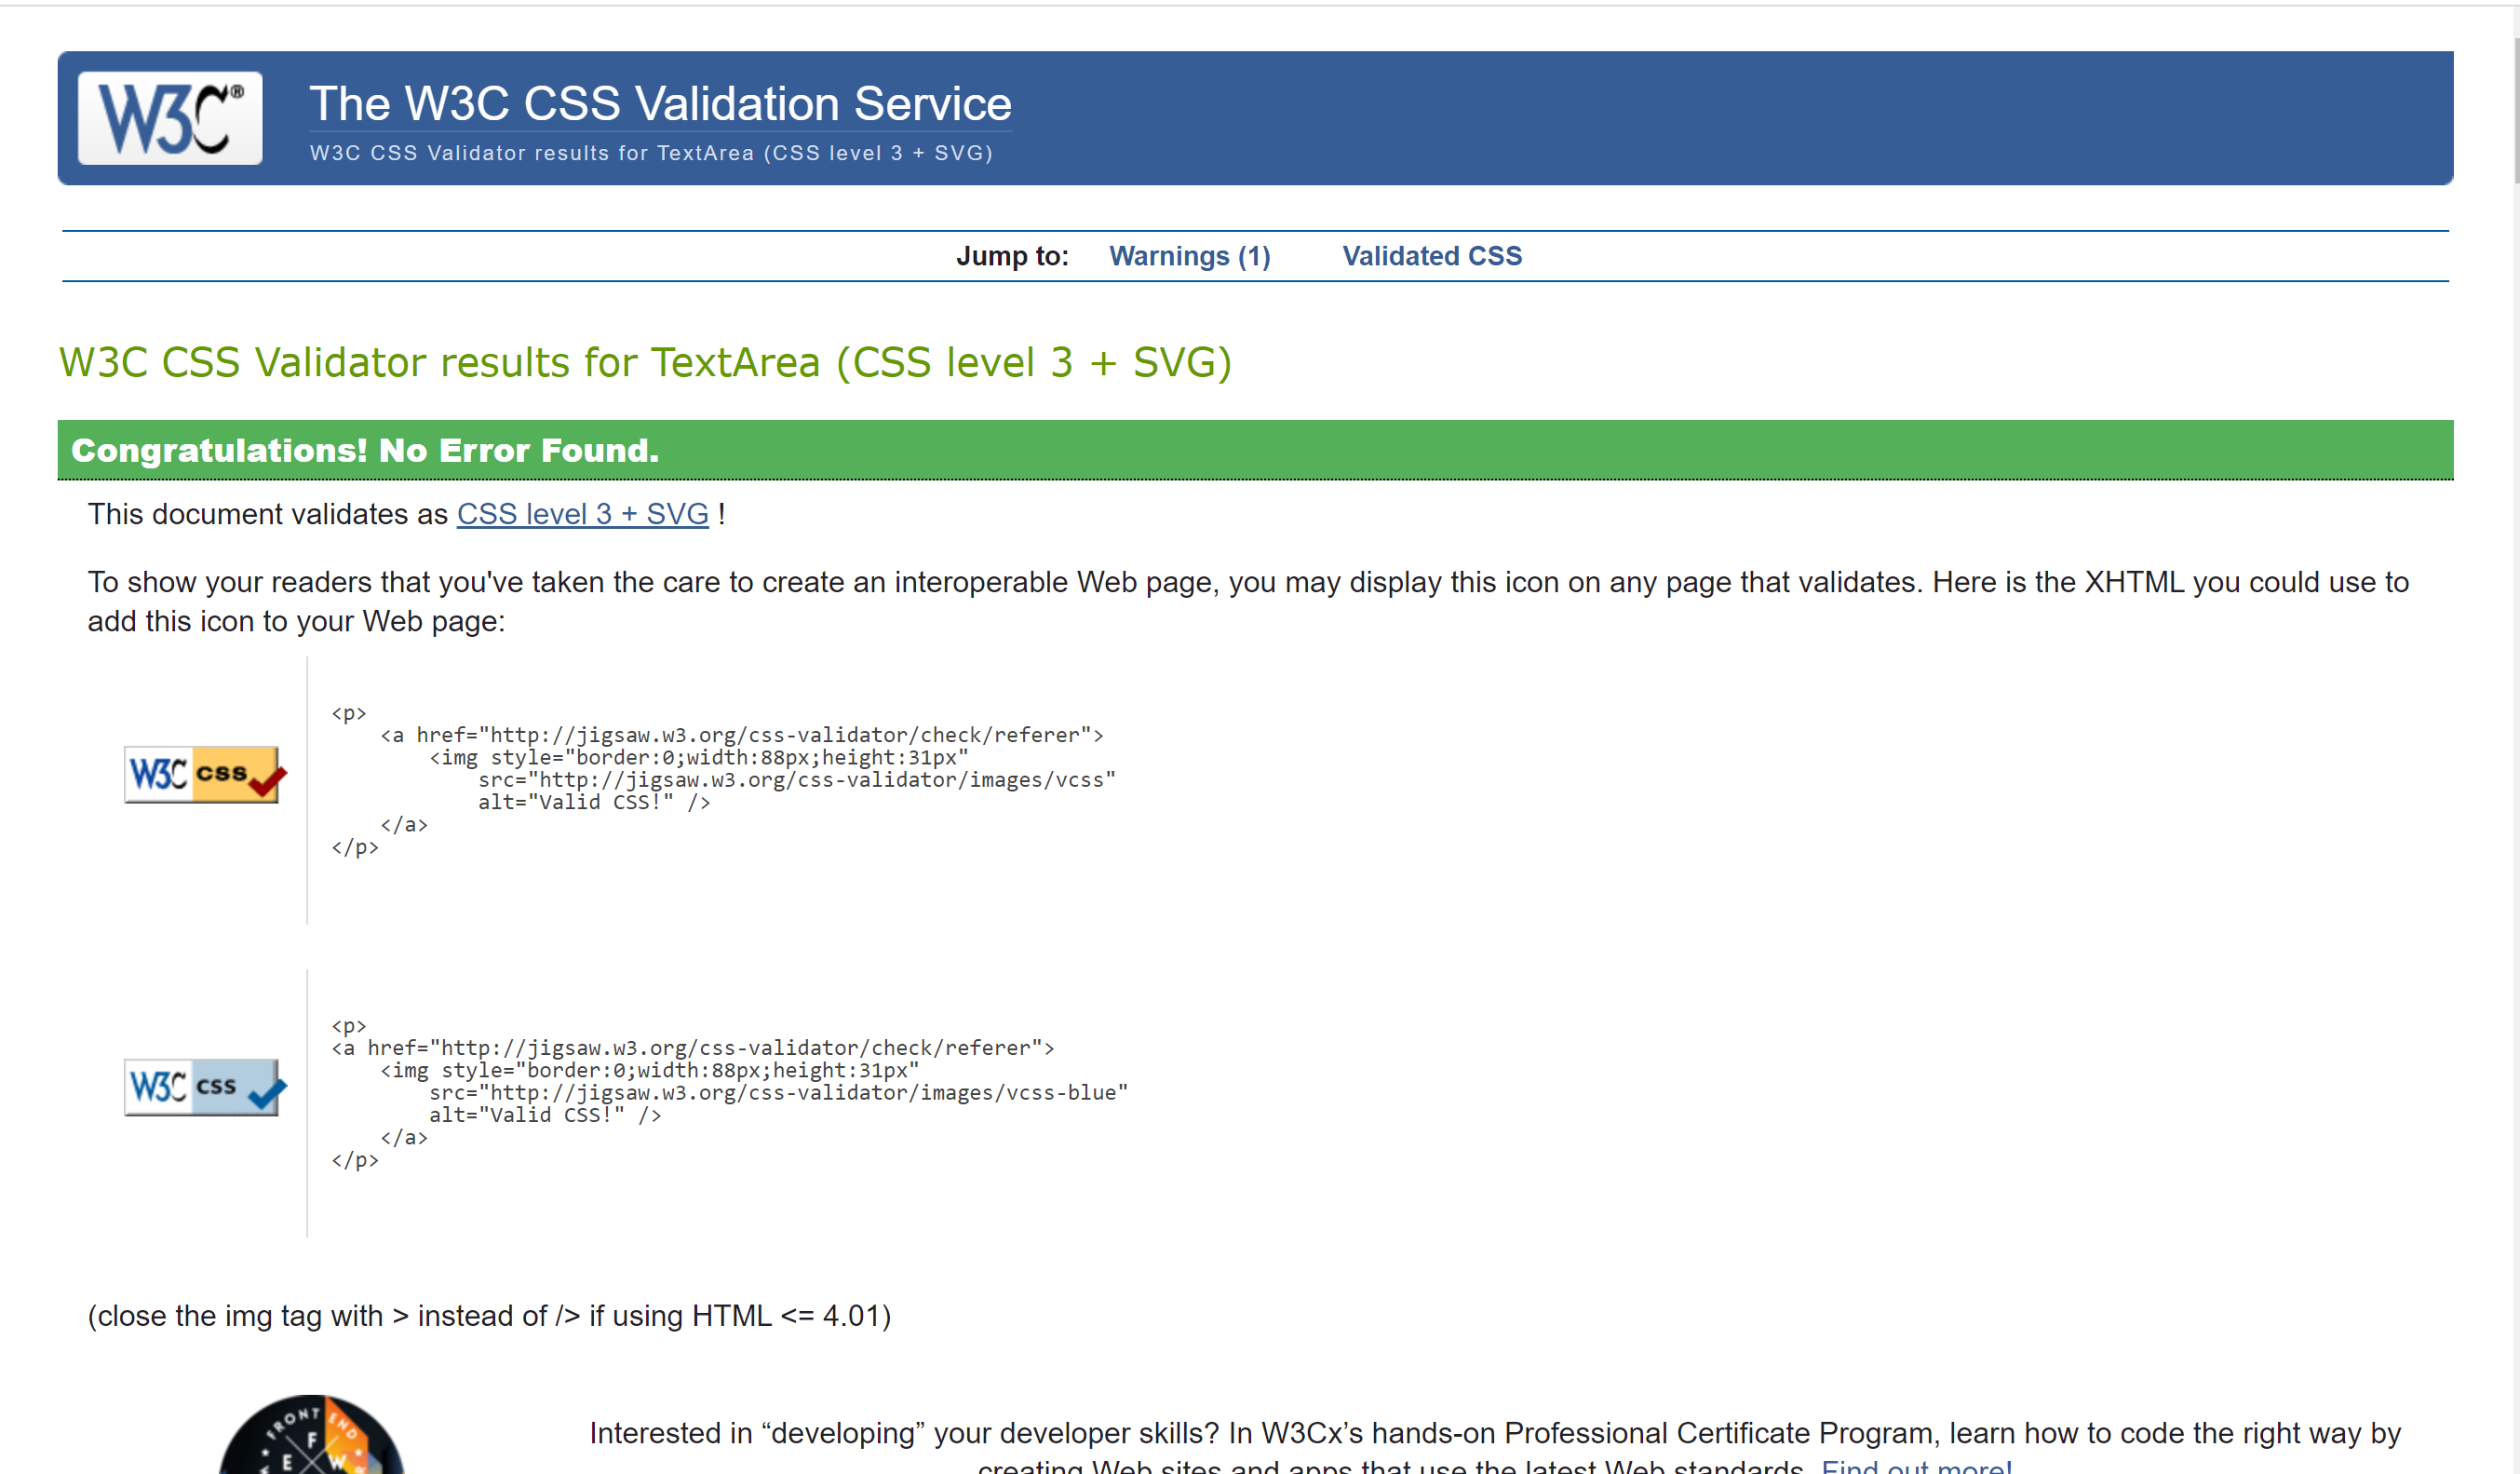 W3C®
The W3C CSS Validation Service
W3C CSS Validator results for TextArea (CSS level 3 + SVG)
Jump to: Warnings (1) Validated CSS
W3C CSS Validator results for TextArea (CSS level 3 + SVG)
Congratulations! No Error Found.
This document validates as CSS level 3 + SVG !
To show your readers that you've taken the care to create an interoperable Web page, you may display this icon on any page that validates. Here is the XHTML you could use to
add this icon to your Web page:
<p>
    <a href="http://jigsaw.w3.org/css-validator/check/referer">
        <img style="border:0;width:88px;height:31px"
W3C css
            src="http://jigsaw.w3.org/css-validator/images/vcss"
            alt="Valid CSS!" />
    </a>
</p>
<p>
<a href="http://jigsaw.w3.org/css-validator/check/referer">
    <img style="border:0;width:88px;height:31px"
W3C css
        src="http://jigsaw.w3.org/css-validator/images/vcss-blue"
        alt="Valid CSS!" />
    </a>
</p>
(close the img tag with > instead of /> if using HTML <= 4.01)
FRONT END
F
E W
Interested in “developing” your developer skills? In W3Cx’s hands-on Professional Certificate Program, learn how to code the right way by
creating Web sites and apps that use the latest Web standards. Find out more!